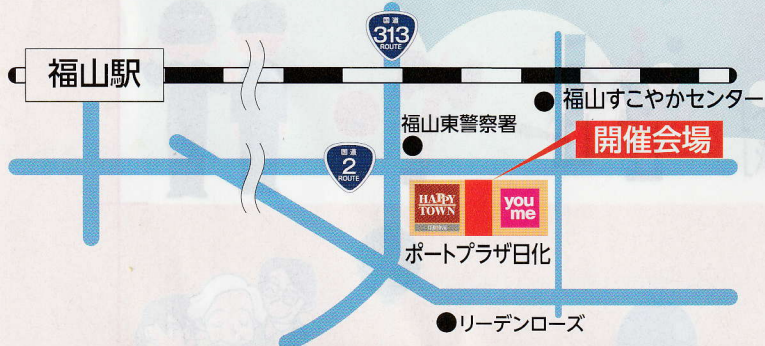 国道
313
ROUTE
福山駅
福山すこやかセンター
福山東警察署
開催会場
国道
2
ROUTE
HAPPY
TOWN
you
me
ポートプラザ日化
リーデンローズ